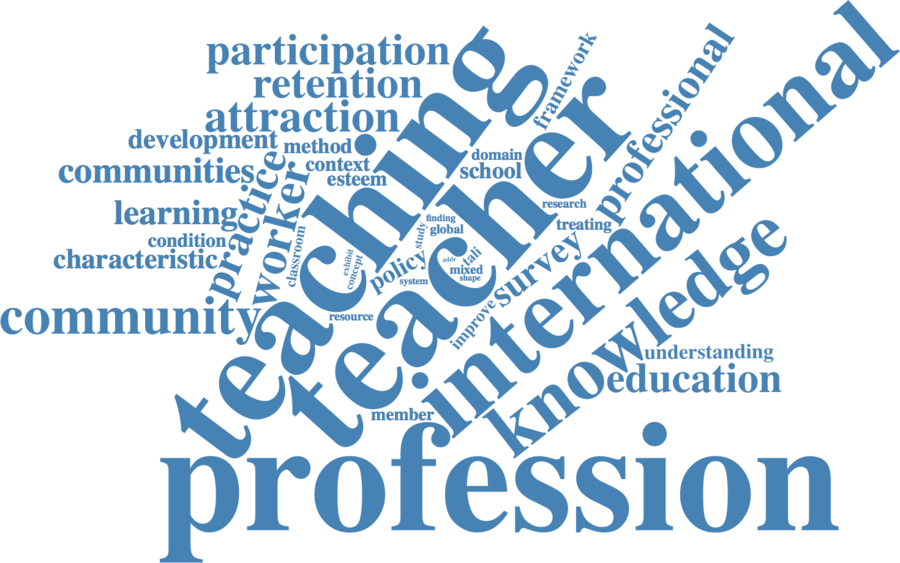 participation
retention
attraction
development
method
communities
context
esteem
learning
condition
characteristic
community
practice
worker
classroom
teaching
exhibit
concept
resource
teacher
policy
study
finding
global
addr
tali
mixed
shape
system
domain
school
framework
professional
research
treating
survey
improve
international
knowledge
understanding
education
member
profession